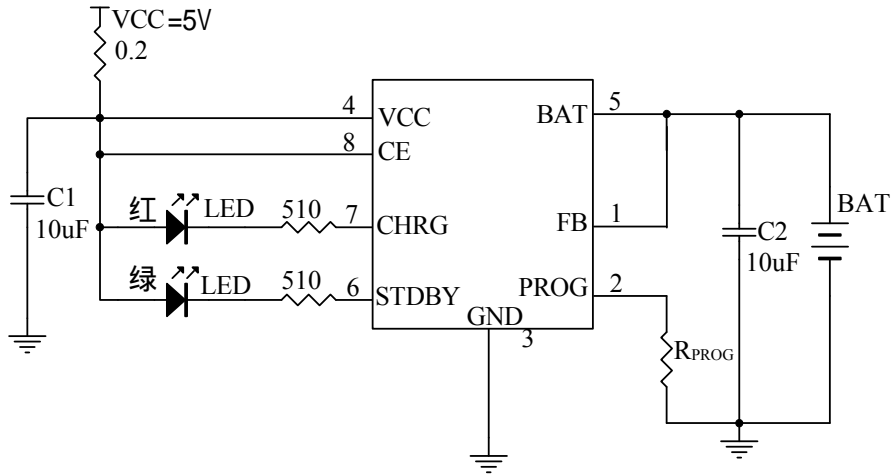 VCC=5V
0.2
4 VCC
8 CE
红 LED 510 7 CHRG
绿 LED 510 6 STDBY
C1
10uF
GND
3
BAT 5
FB 1
PROG 2
RPROG
C2
10uF
BAT